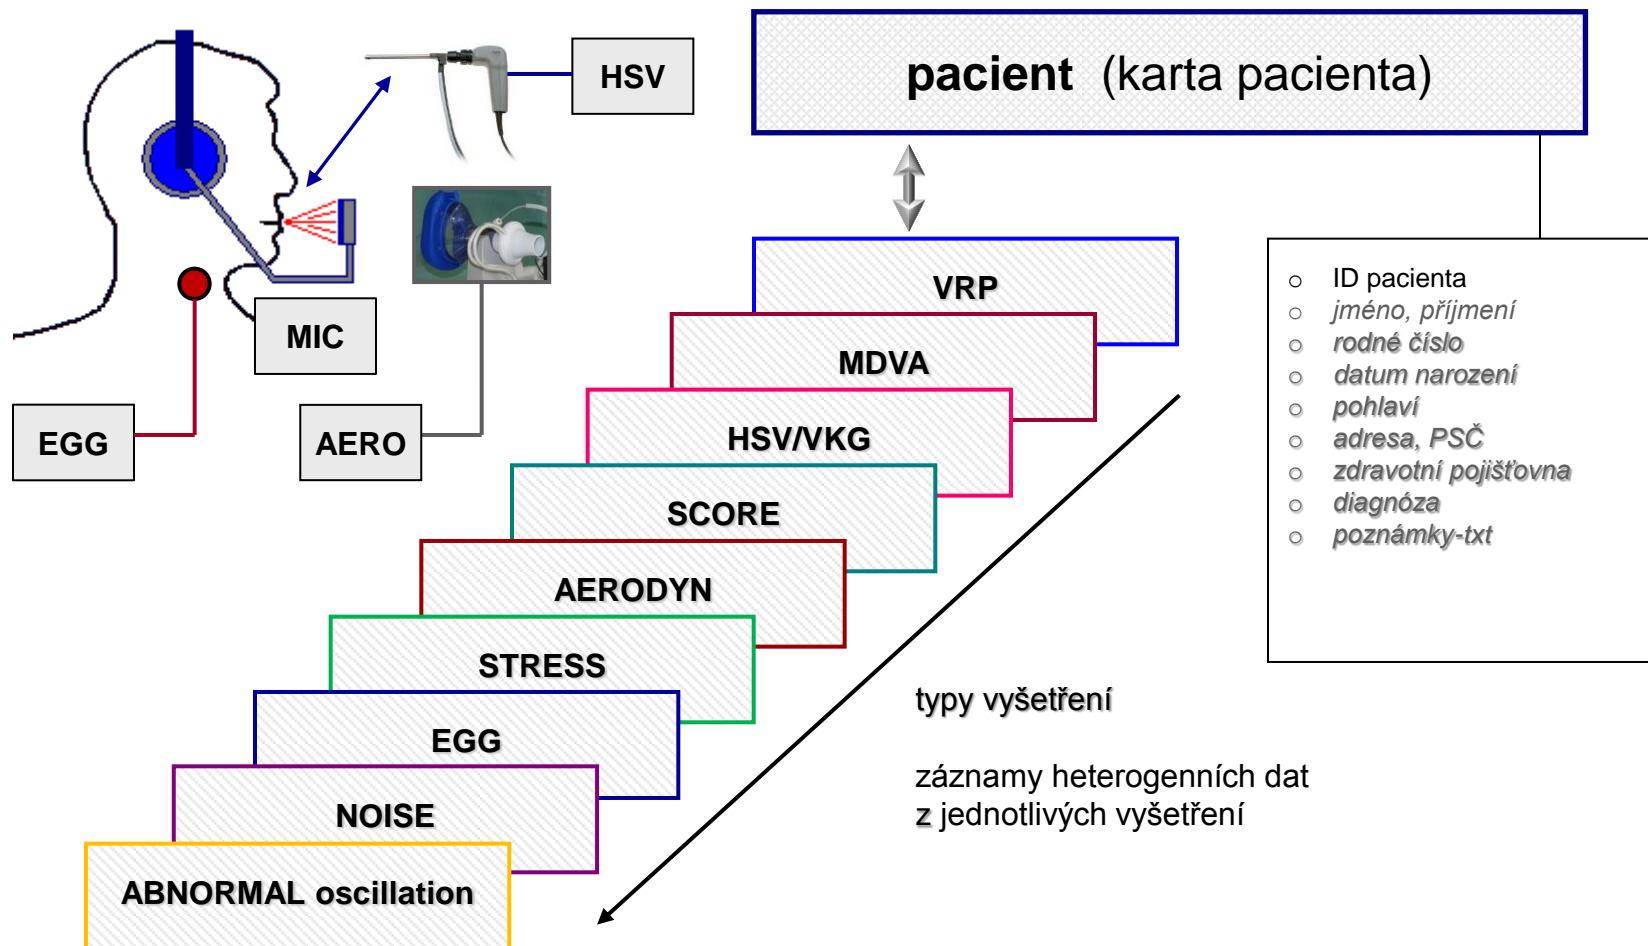 HSV
pacient (karta pacienta)
MIC
EGG
AERO
VRP
MDVA
HSV/VKG
SCORE
AERODYN
STRESS
EGG
NOISE
ABNORMAL oscillation
ID pacienta
jméno, příjmení
rodné číslo
datum narození
pohlaví
adresa, PSČ
zdravotní pojišťovna
diagnóza
poznámky-txt
typy vyšetření
záznamy heterogenních dat
z jednotlivých vyšetření